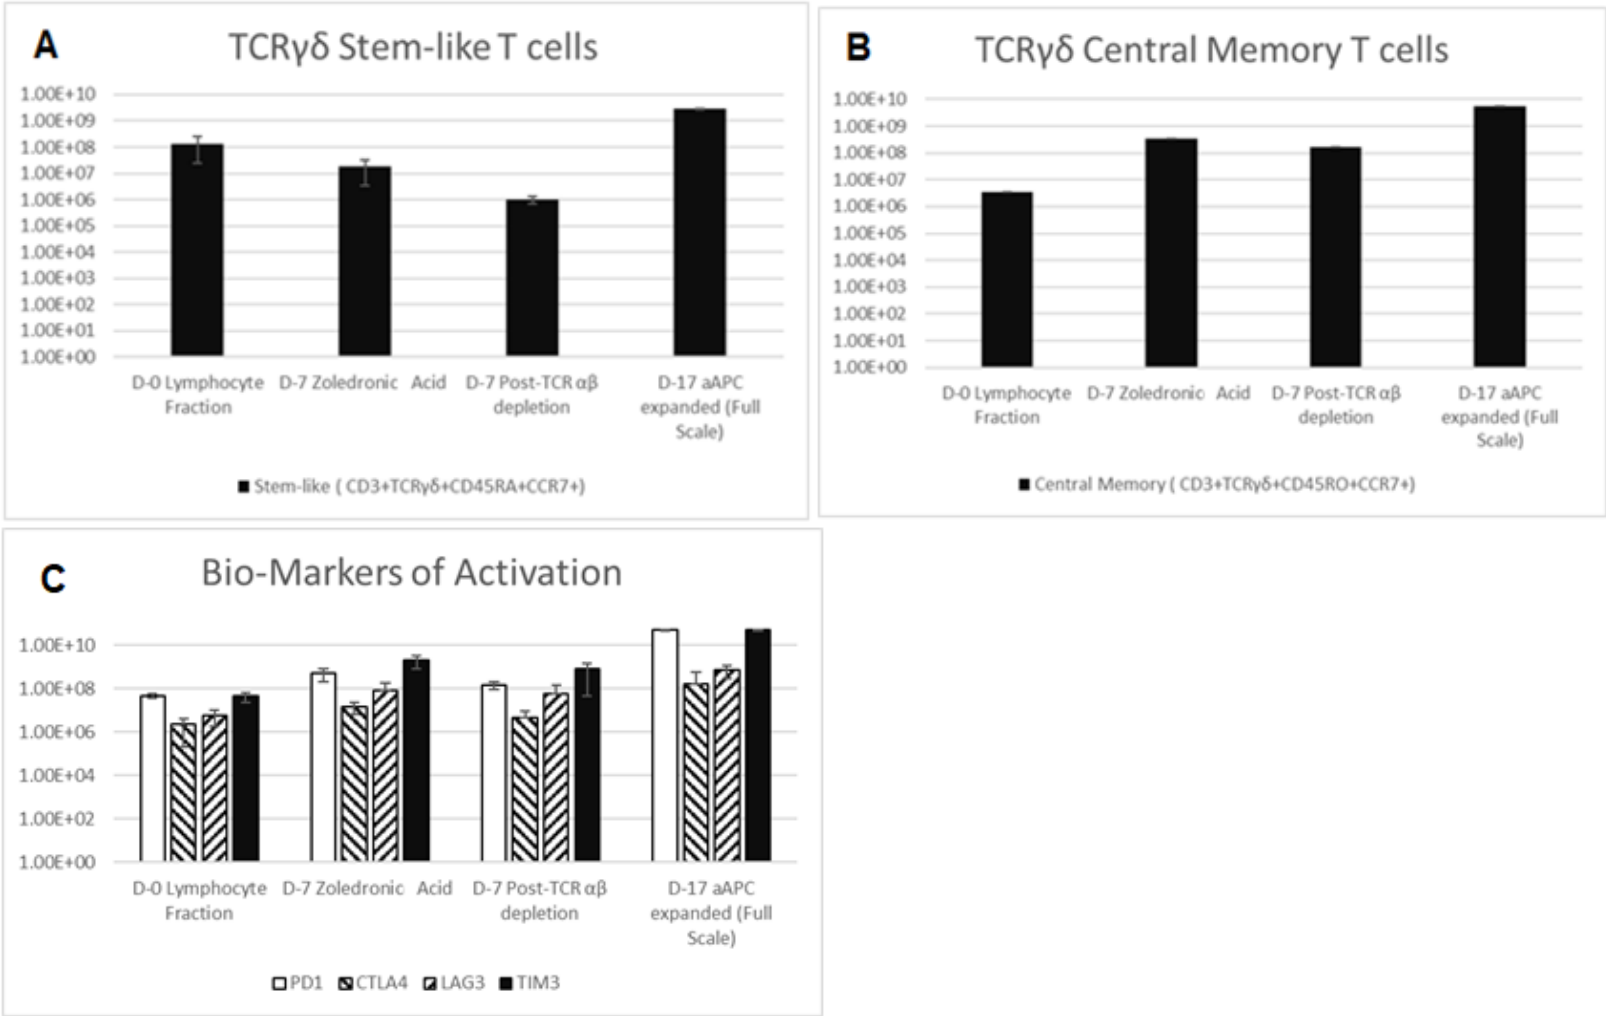 A
TCRγδ Stem-like T cells
1.00E+10
1.00E+09
1.00E+08
1.00E+07
1.00E+06
1.00E+05
1.00E+04
1.00E+03
1.00E+02
1.00E+01
1.00E+00
D-0 Lymphocyte Fraction
D-7 Zoledronic Acid
D-7 Post-TCR αβ depletion
D-17 aAPC expanded (Full Scale)
Stem-like ( CD3+TCRγδ+CD45RA+CCR7+)
B
TCRγδ Central Memory T cells
1.00E+10
1.00E+09
1.00E+08
1.00E+07
1.00E+06
1.00E+05
1.00E+04
1.00E+03
1.00E+02
1.00E+01
1.00E+00
D-0 Lymphocyte Fraction
D-7 Zoledronic Acid
D-7 Post-TCR αβ depletion
D-17 aAPC expanded (Full Scale)
Central Memory ( CD3+TCRγδ+CD45RO+CCR7+)
C
Bio-Markers of Activation
1.00E+10
1.00E+08
1.00E+06
1.00E+04
1.00E+02
1.00E+00
D-0 Lymphocyte Fraction
D-7 Zoledronic Acid
D-7 Post-TCR αβ depletion
D-17 aAPC expanded (Full Scale)
PD1 CTLA4 LAG3 TIM3